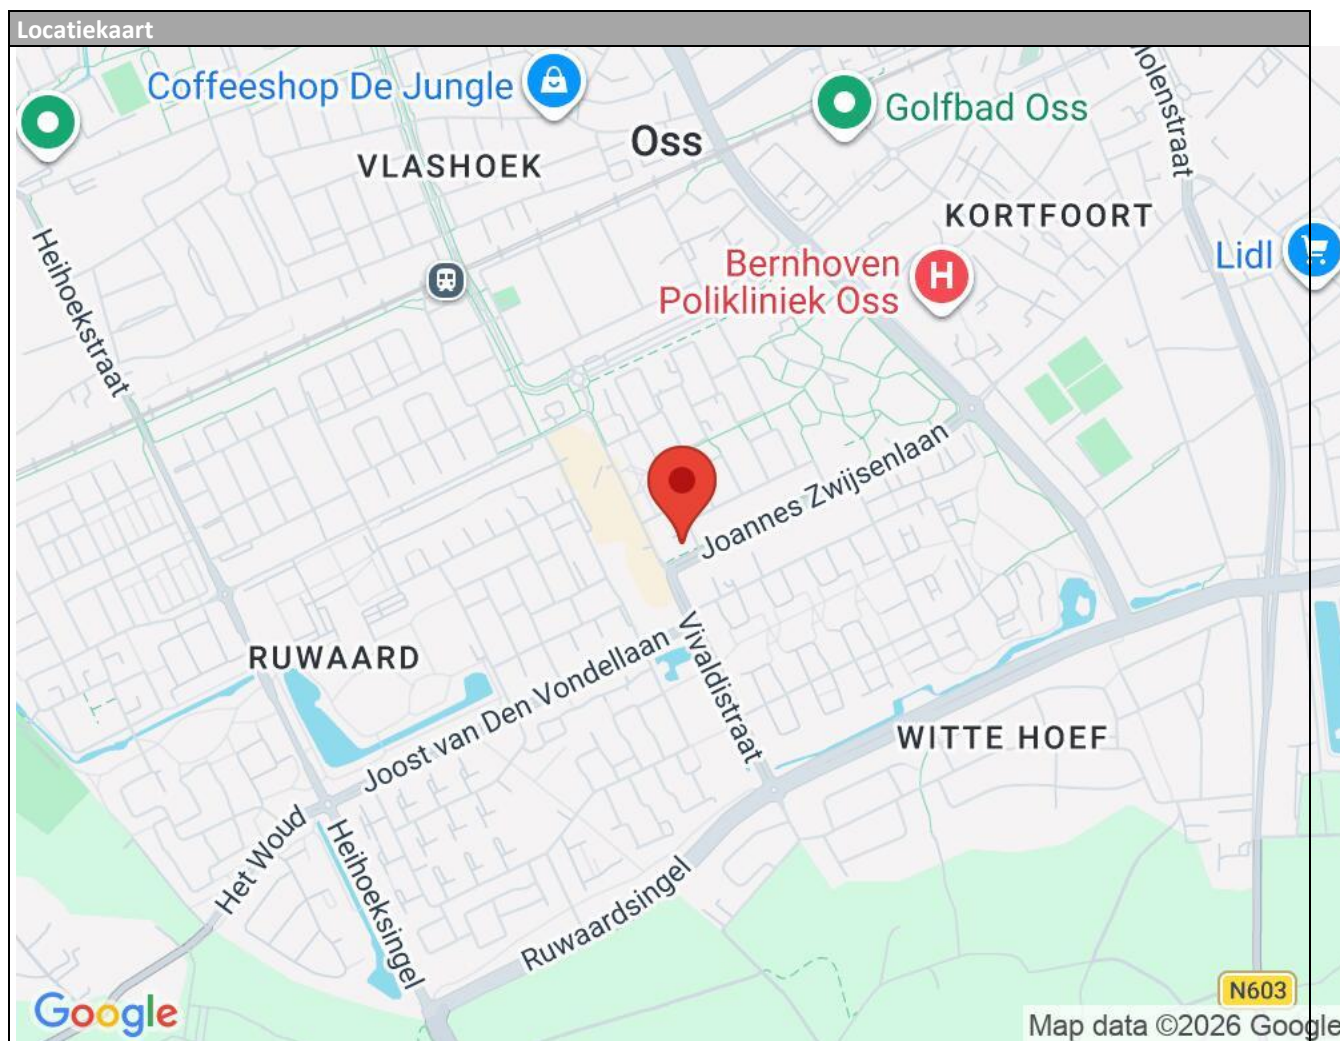 Locatiekaart
Coffeeshop De Jungle
Golfbad Oss
Oss
VLASHOEK
KORTFOORT
Lidl
Bernhoven
Polikliniek Oss
H
Heihoekstraat
Joannes Zwijsenlaan
RUWAARD
Joost van Den Vondellaan
Vivaldistraat
WITTE HOEF
Het Woud
Heihoeksingel
Ruwaardsingel
N603
Google
Map data ©2026 Google